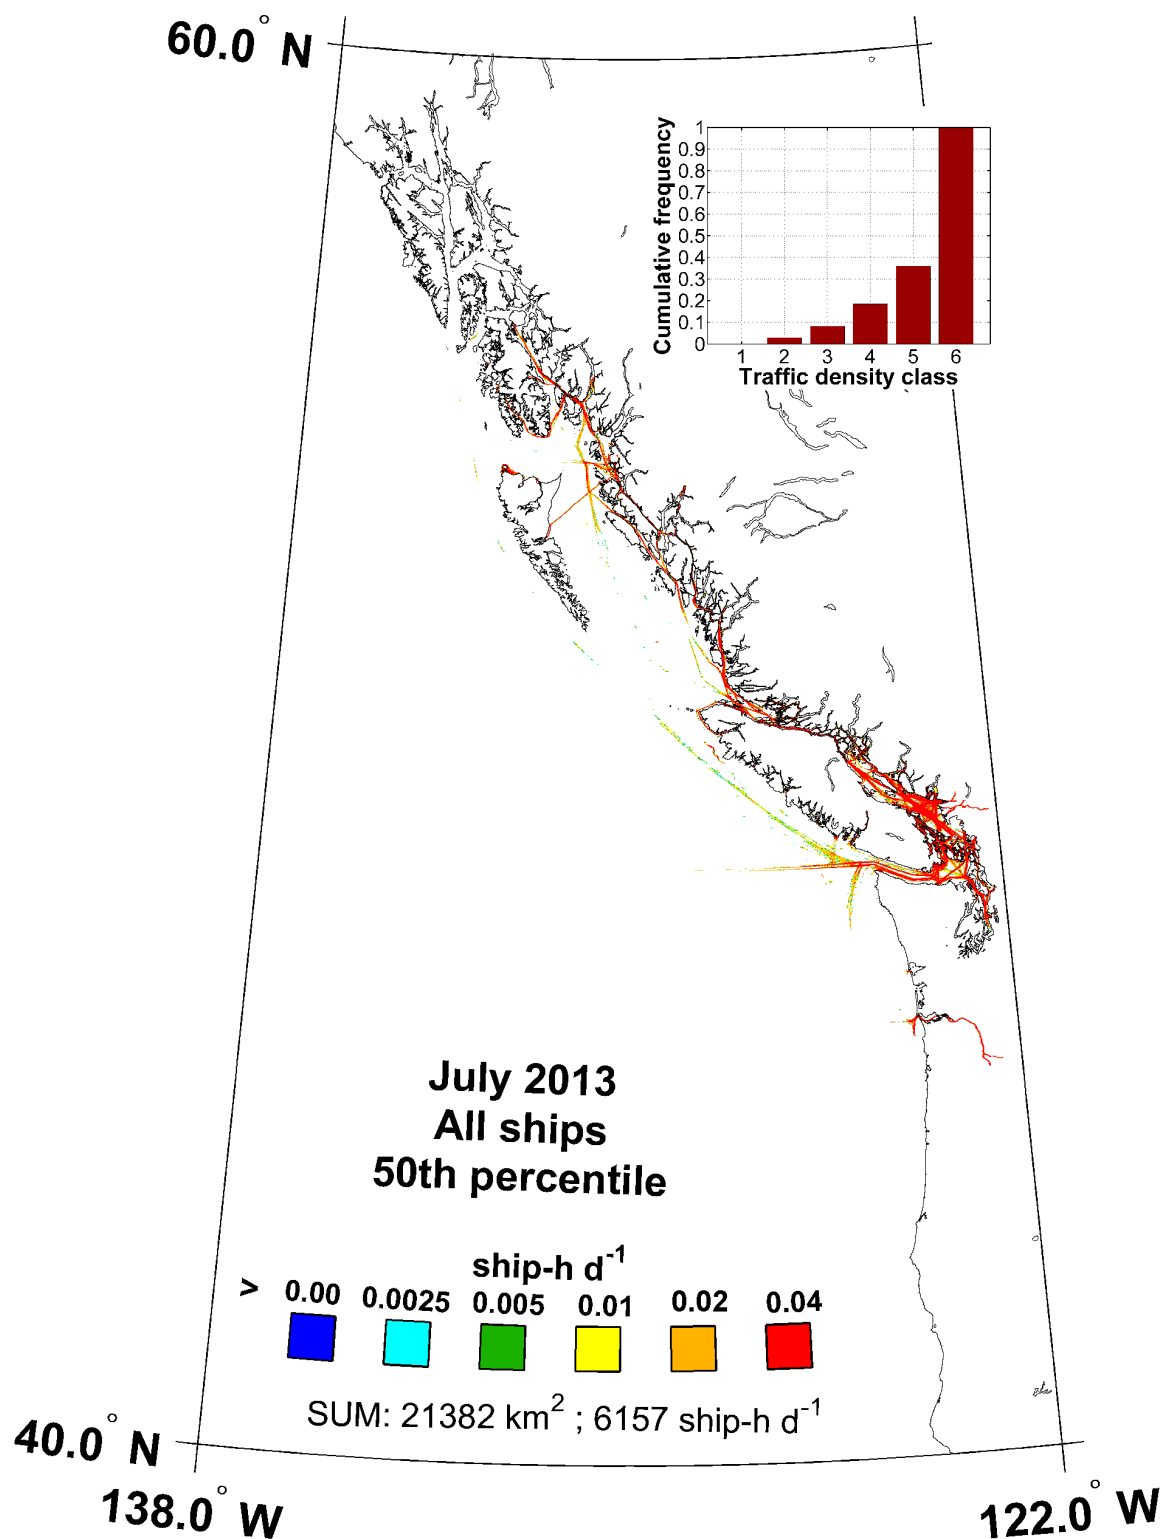 60.0° N
Cumulative frequency
1
0.9
0.8
0.7
0.6
0.5
0.4
0.3
0.2
0.1
0
1 2 3 4 5 6
Traffic density class
July 2013
All ships
50th percentile
ship-h d⁻¹
> 0.00 0.0025 0.005 0.01 0.02 0.04
SUM: 21382 km² ; 6157 ship-h d⁻¹
40.0° N
138.0° W
122.0° W